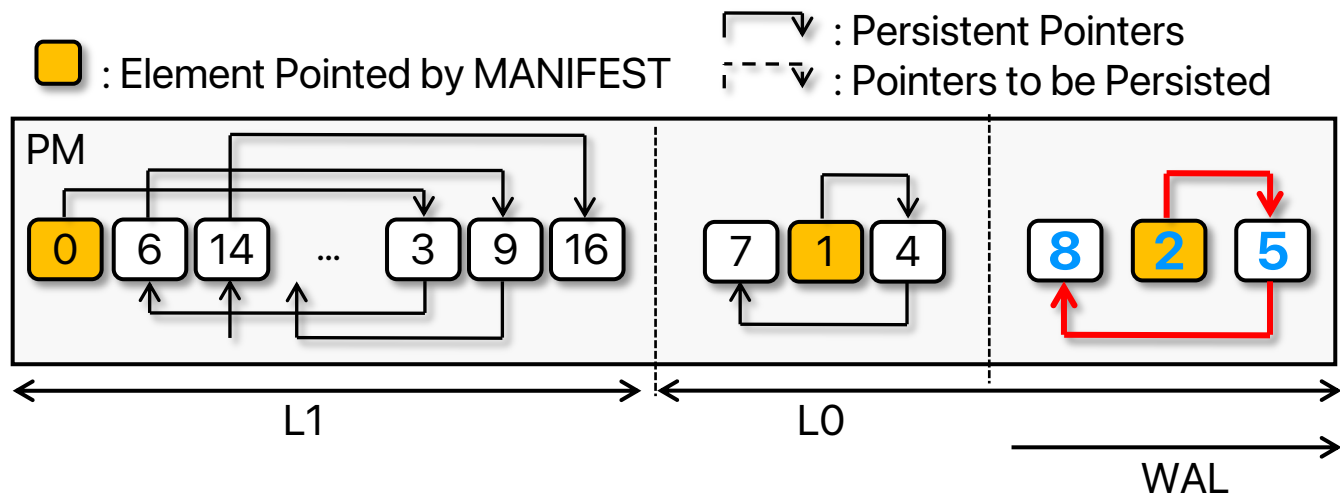 : Element Pointed by MANIFEST
: Persistent Pointers
: Pointers to be Persisted
PM
0 6 14 ... 3 9 16 7 1 4 8 2 5
L1 L0
WAL